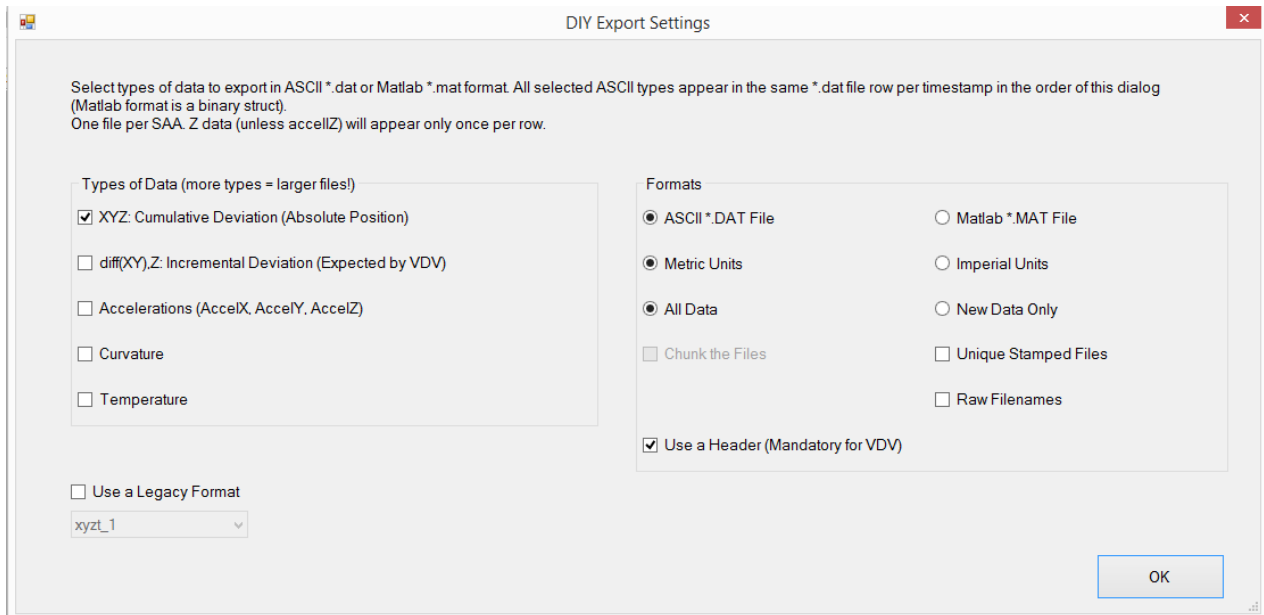 DIY Export Settings
Select types of data to export in ASCII *.dat or Matlab *.mat format. All selected ASCII types appear in the same *.dat file row per timestamp in the order of this dialog
(Matlab format is a binary struct).
One file per SAA. Z data (unless accellZ) will appear only once per row.
Types of Data (more types = larger files!)
XYZ: Cumulative Deviation (Absolute Position)
diff(XY),Z: Incremental Deviation (Expected by VDV)
Accelerations (AccelX, AccelY, AccelZ)
Curvature
Temperature
Formats
ASCII *.DAT File
Matlab *.MAT File
Metric Units
Imperial Units
All Data
New Data Only
Chunk the Files
Unique Stamped Files
Raw Filenames
Use a Header (Mandatory for VDV)
Use a Legacy Format
xyzt_1
OK